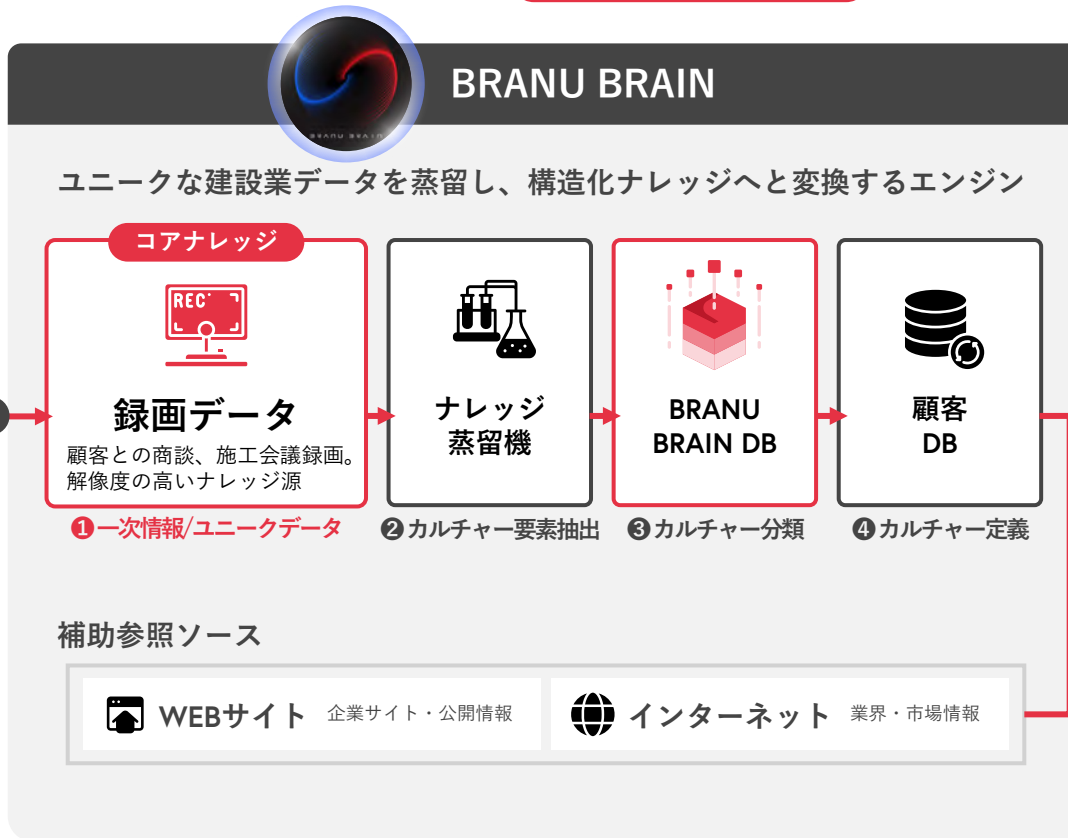 BRANU BRAIN
BRANU BRAIN
ユニークな建設業データを蒸留し、構造化ナレッジへと変換するエンジン
コアナレッジ
REC
録画データ
顧客との商談、施工会議録画。
解像度の高いナレッジ源
❶一次情報/ユニークデータ
ナレッジ
蒸留機
❷カルチャー要素抽出
BRANU
BRAIN DB
❸カルチャー分類
顧客
DB
❹カルチャー定義
補助参照ソース
WEBサイト 企業サイト・公開情報
インターネット 業界・市場情報